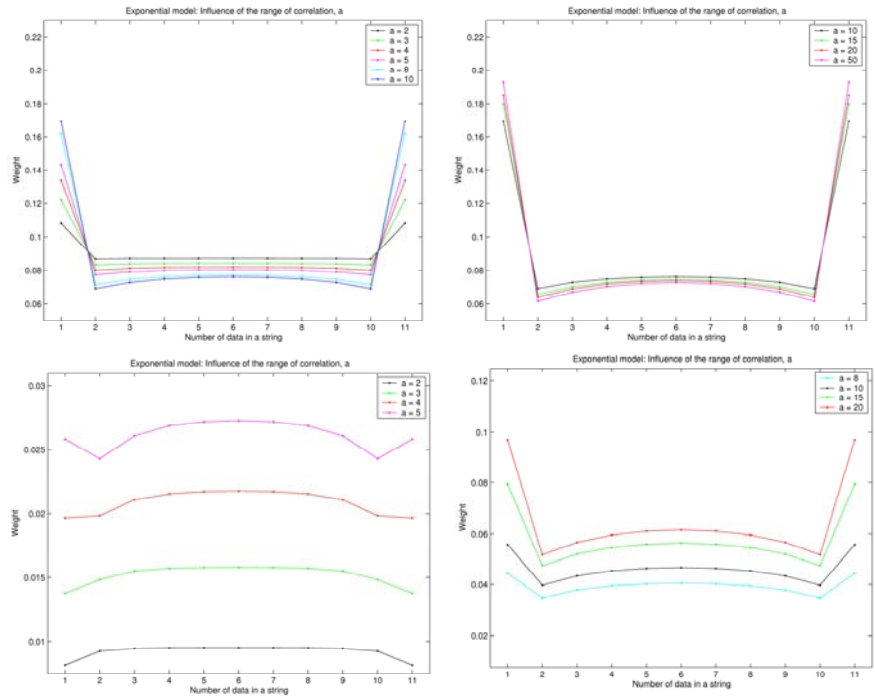 Exponential model: Influence of the range of correlation, a
0.22
0.2
0.18
0.16
0.14
0.12
0.1
0.08
0.06
Weight
a = 2
a = 3
a = 4
a = 5
a = 8
a = 10
1 2 3 4 5 6 7 8 9 10 11
Number of data in a string
Exponential model: Influence of the range of correlation, a
0.22
0.2
0.18
0.16
0.14
0.12
0.1
0.08
0.06
Weight
a = 10
a = 15
a = 20
a = 50
1 2 3 4 5 6 7 8 9 10 11
Number of data in a string
Exponential model: Influence of the range of correlation, a
0.03
0.025
0.02
0.015
0.01
Weight
a = 2
a = 3
a = 4
a = 5
1 2 3 4 5 6 7 8 9 10 11
Number of data in a string
Exponential model: Influence of the range of correlation, a
0.12
0.1
0.08
0.06
0.04
0.02
Weight
a = 8
a = 10
a = 15
a = 20
1 2 3 4 5 6 7 8 9 10 11
Number of data in a string